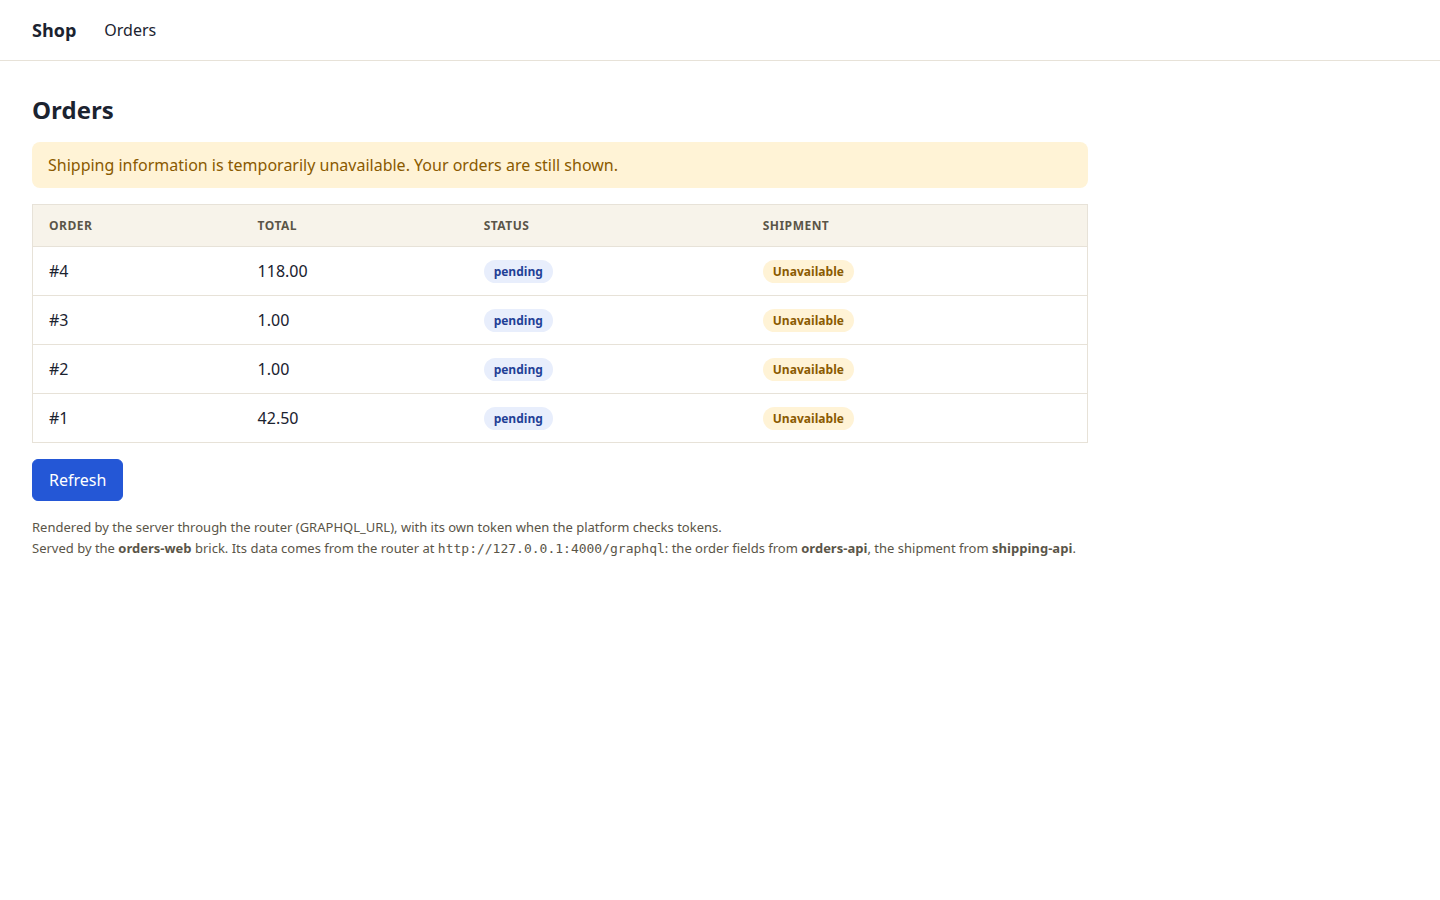 Shop Orders
Orders
Shipping information is temporarily unavailable. Your orders are still shown.
ORDER TOTAL STATUS SHIPMENT
#4 118.00 pending Unavailable
#3 1.00 pending Unavailable
#2 1.00 pending Unavailable
#1 42.50 pending Unavailable
Refresh
Rendered by the server through the router (GRAPHQL_URL), with its own token when the platform checks tokens.
Served by the orders-web brick. Its data comes from the router at http://127.0.0.1:4000/graphql: the order fields from orders-api, the shipment from shipping-api.